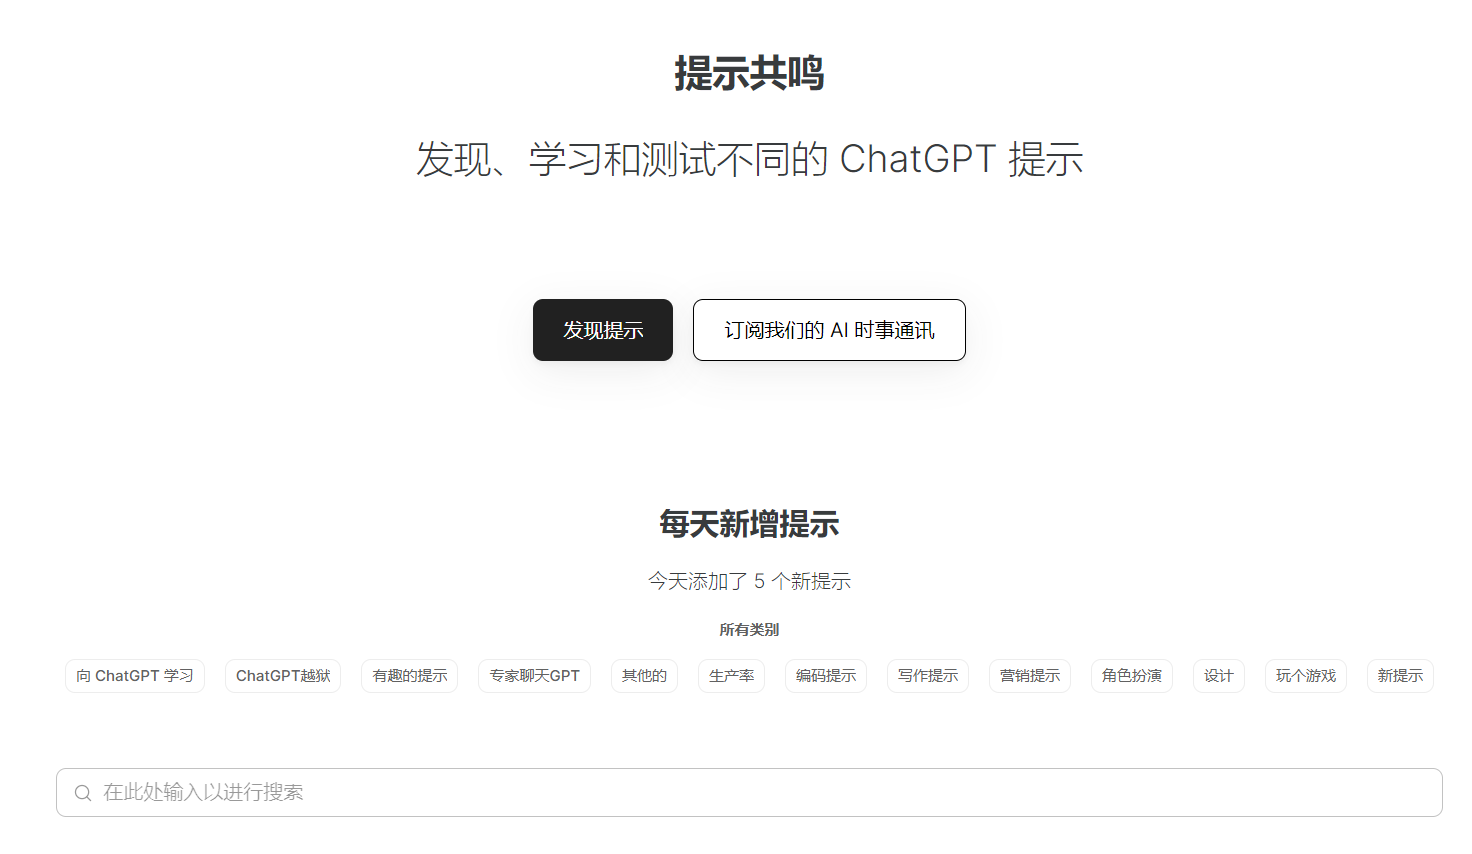 提示共鸣
发现、学习和测试不同的 ChatGPT 提示
发现提示 订阅我们的 AI 时事通讯
每天新增提示
今天添加了 5 个新提示
所有类别
向 ChatGPT 学习 ChatGPT越狱 有趣的提示 专家聊天GPT 其他的 生产率 编码提示 写作提示 营销提示 角色扮演 设计 玩个游戏 新提示
在此处输入以进行搜索